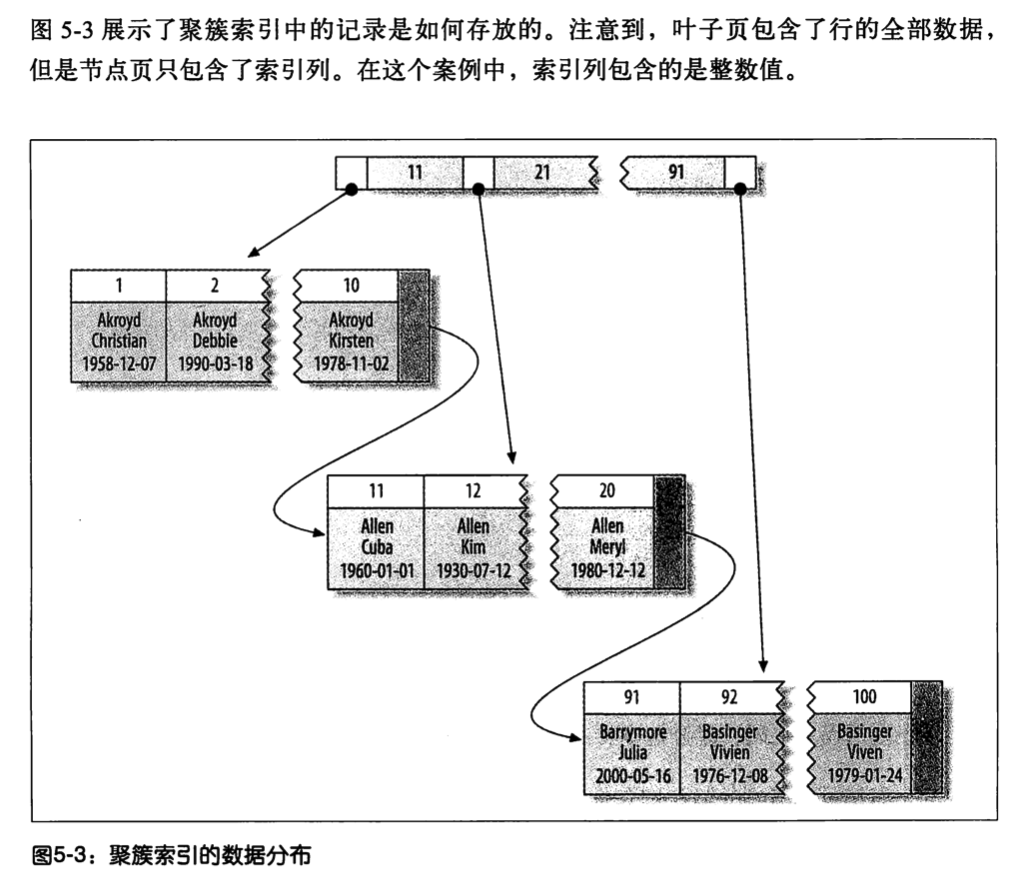 图 5-3 展示了聚簇索引中的记录是如何存放的。注意到，叶子页包含了行的全部数据，
但是节点页只包含了索引列。在这个案例中，索引列包含的是整数值。
11 21 91
1 2 10
Akroyd Akroyd Akroyd
Christian Debbie Kirsten
1958-12-07 1990-03-18 1978-11-02
11 12 20
Allen Allen Allen
Cuba Kim Meryl
1960-01-01 1930-07-12 1980-12-12
91 92 100
Barrymore Basinger Basinger
Julia Vivien Viven
2000-05-16 1976-12-08 1979-01-24
图5-3：聚簇索引的数据分布